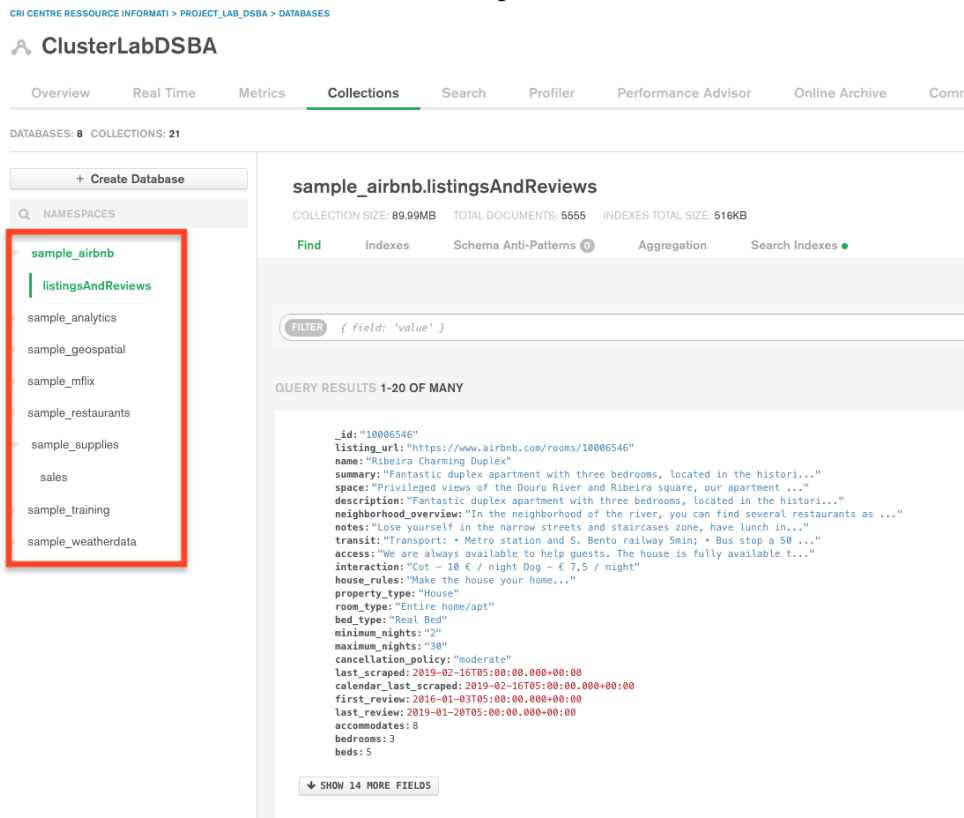 CRI CENTRE RESSOURCE INFORMATI > PROJECT_LAB_DSBA > DATABASES
ClusterLabDSBA
Overview Real Time Metrics Collections Search Profiler Performance Advisor Online Archive
DATABASES: 8 COLLECTIONS: 21
+ Create Database
NAMESPACES
sample_airbnb
listingsAndReviews
sample_analytics
sample_geospatial
sample_mflix
sample_restaurants
sample_supplies
sales
sample_training
sample_weatherdata
sample_airbnb.listingsAndReviews
COLLECTION SIZE: 89.99MB TOTAL DOCUMENTS: 5555 INDEXES TOTAL SIZE: 516KB
Find Indexes Schema Anti-Patterns 0 Aggregation Search Indexes
FILTER { field: 'value' }
QUERY RESULTS 1-20 OF MANY
_id: "10006546"
listing_url: "https://www.airbnb.com/rooms/10006546"
name: "Ribeira Charming Duplex"
summary: "Fantastic duplex apartment with three bedrooms, located in the histori..."
space: "Privileged views of the Douro River and Ribeira square, our apartment ..."
description: "Fantastic duplex apartment with three bedrooms, located in the histori..."
neighborhood_overview: "In the neighborhood of the river, you can find several restaurants as ..."
notes: "Lose yourself in the narrow streets and staircases zone, have lunch in..."
transit: "Transport: • Metro station and S. Bento railway 5min; • Bus stop a 50 ..."
access: "We are always available to help guests. The house is fully available t..."
interaction: "Cot – 10 € / night Dog – € 7,5 / night"
house_rules: "Make the house your home..."
property_type: "House"
room_type: "Entire home/apt"
bed_type: "Real Bed"
minimum_nights: "2"
maximum_nights: "30"
cancellation_policy: "moderate"
last_scraped: 2019-02-16T05:00:00.000+00:00
calendar_last_scraped: 2019-02-16T05:00:00.000+00:00
first_review: 2016-01-03T05:00:00.000+00:00
last_review: 2019-01-20T05:00:00.000+00:00
accommodates: 8
bedrooms: 3
beds: 5
SHOW 14 MORE FIELDS